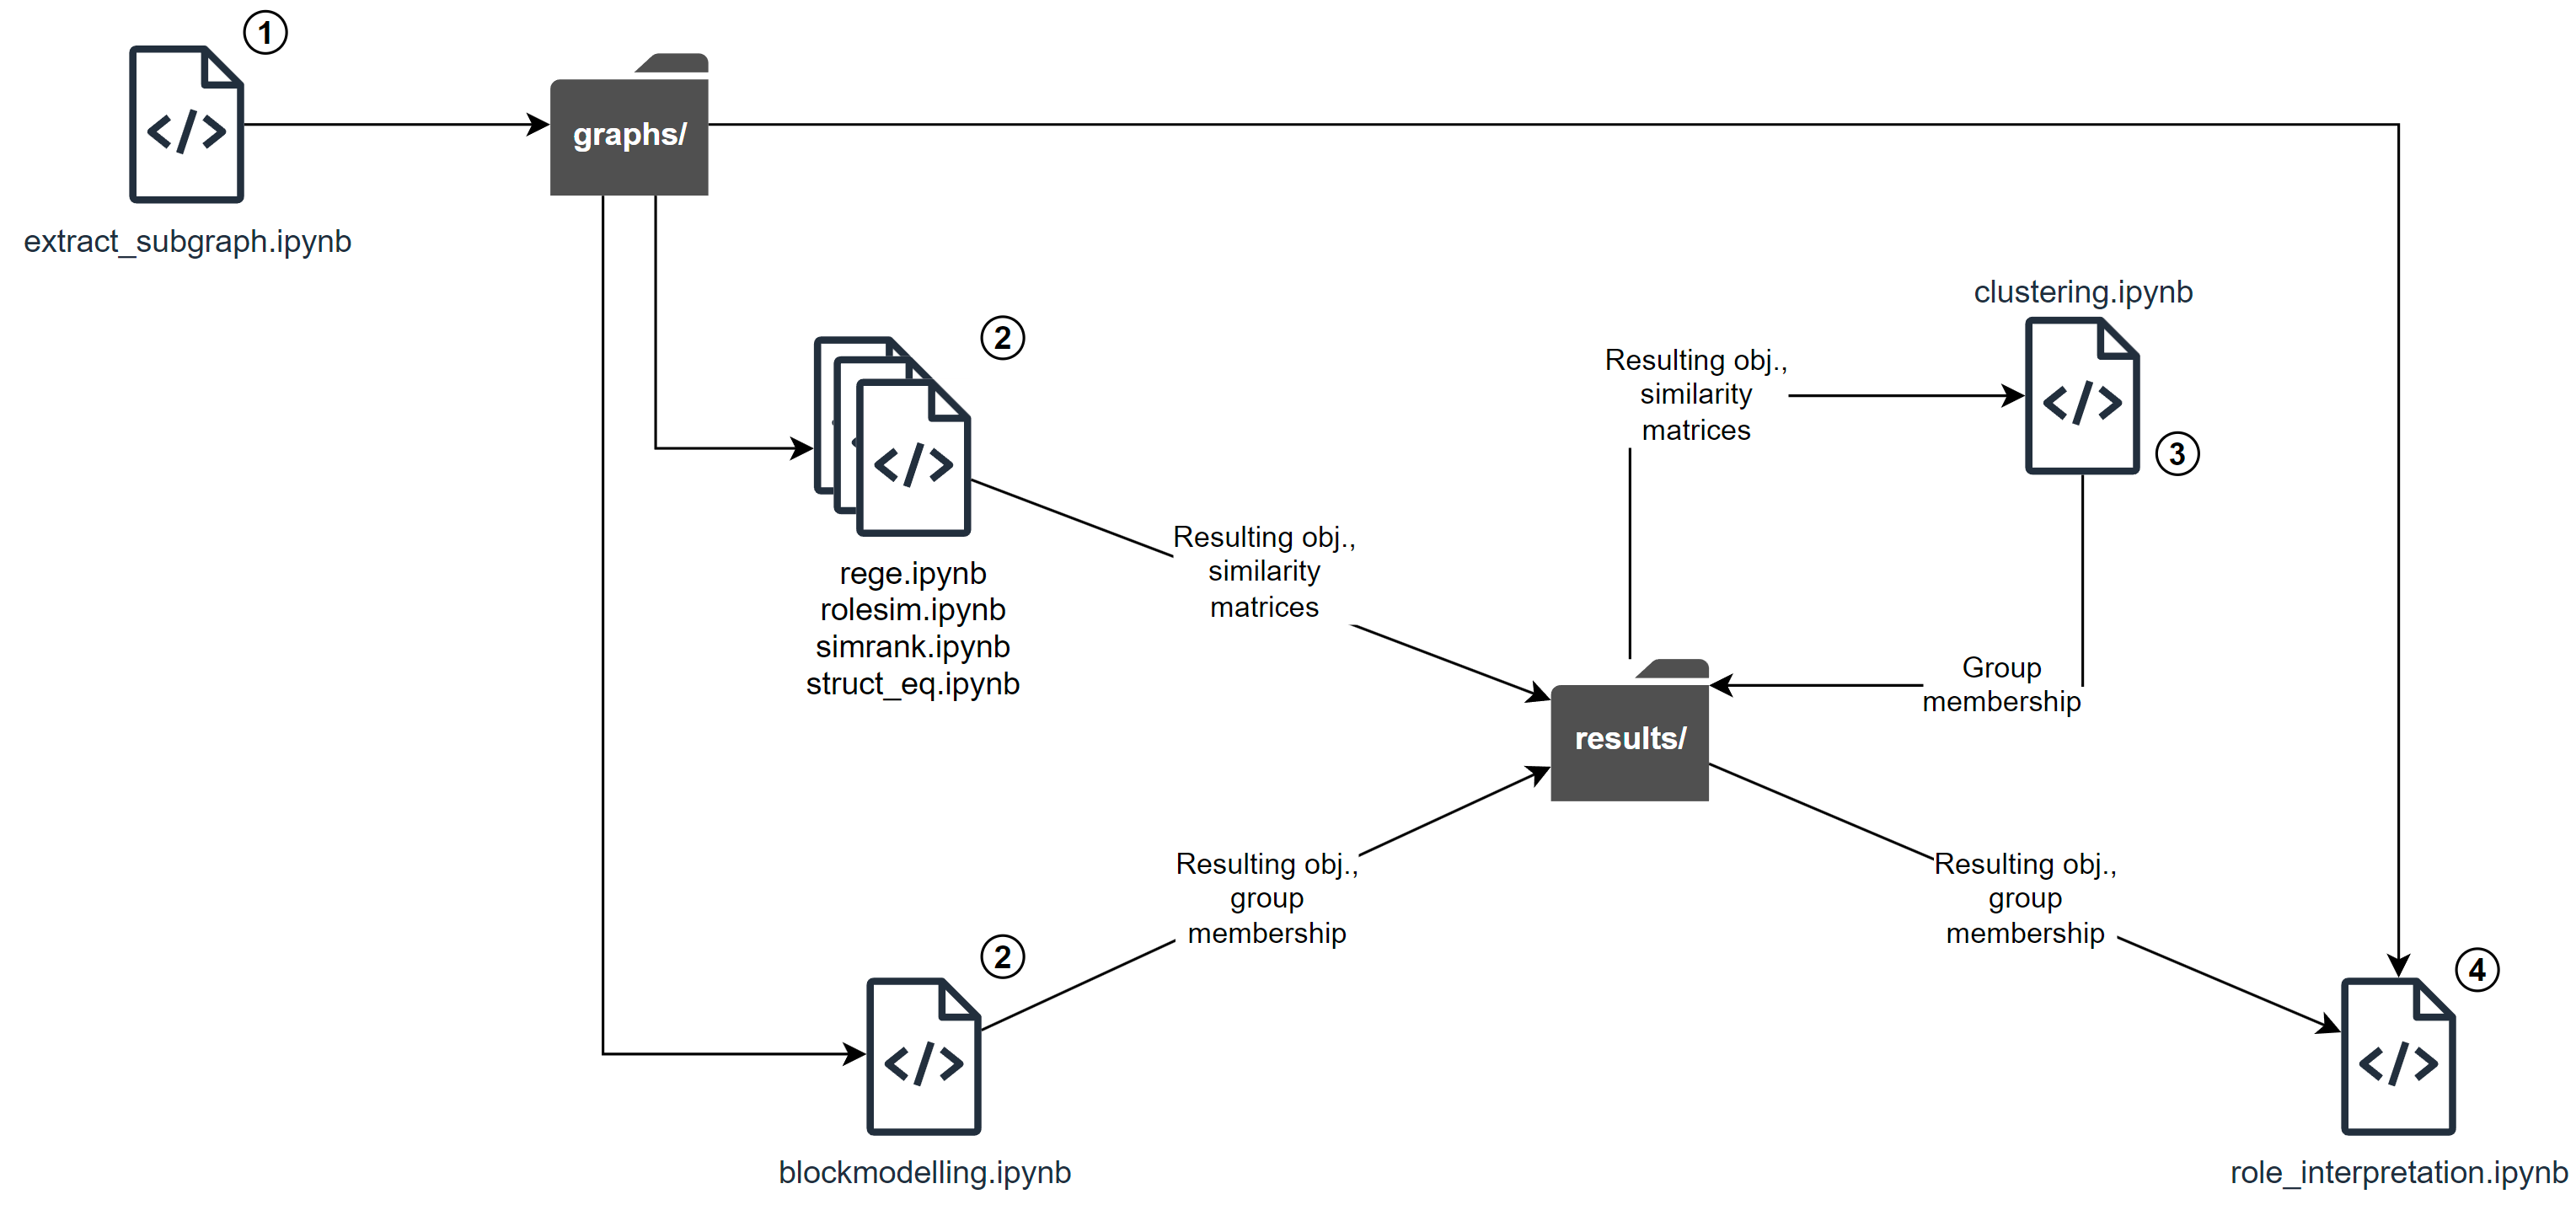 1
graphs/
extract_subgraph.ipynb
clustering.ipynb
2
Resulting obj.,
similarity
matrices
3
Resulting obj.,
similarity
matrices
rege.ipynb
rolesim.ipynb
simrank.ipynb
struct_eq.ipynb
Group
membership
results/
Resulting obj.,
group
membership
Resulting obj.,
group
membership
2
4
blockmodelling.ipynb
role_interpretation.ipynb